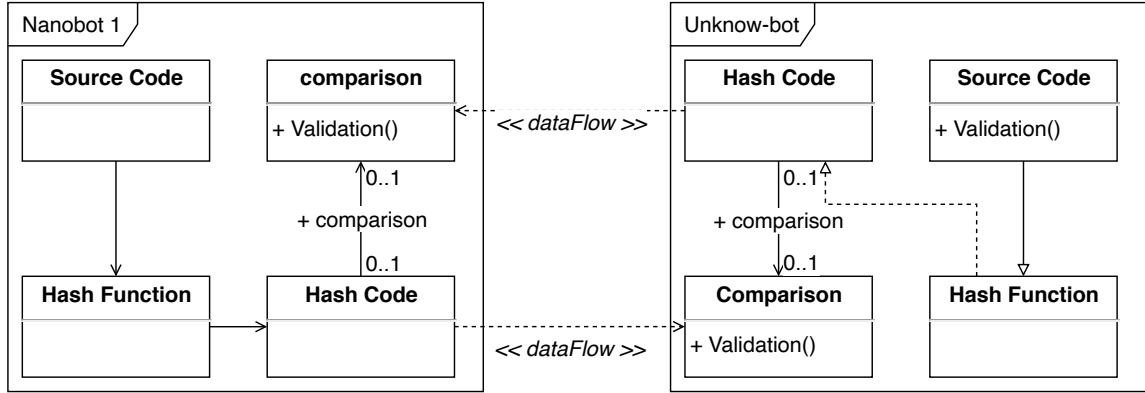 Nanobot 1
Source Code
comparison
+ Validation()
0..1
+ comparison
0..1
Hash Function
Hash Code
<< dataFlow >>
<< dataFlow >>
Unknow-bot
Hash Code
Source Code
+ Validation()
0..1
+ comparison
0..1
Comparison
+ Validation()
Hash Function